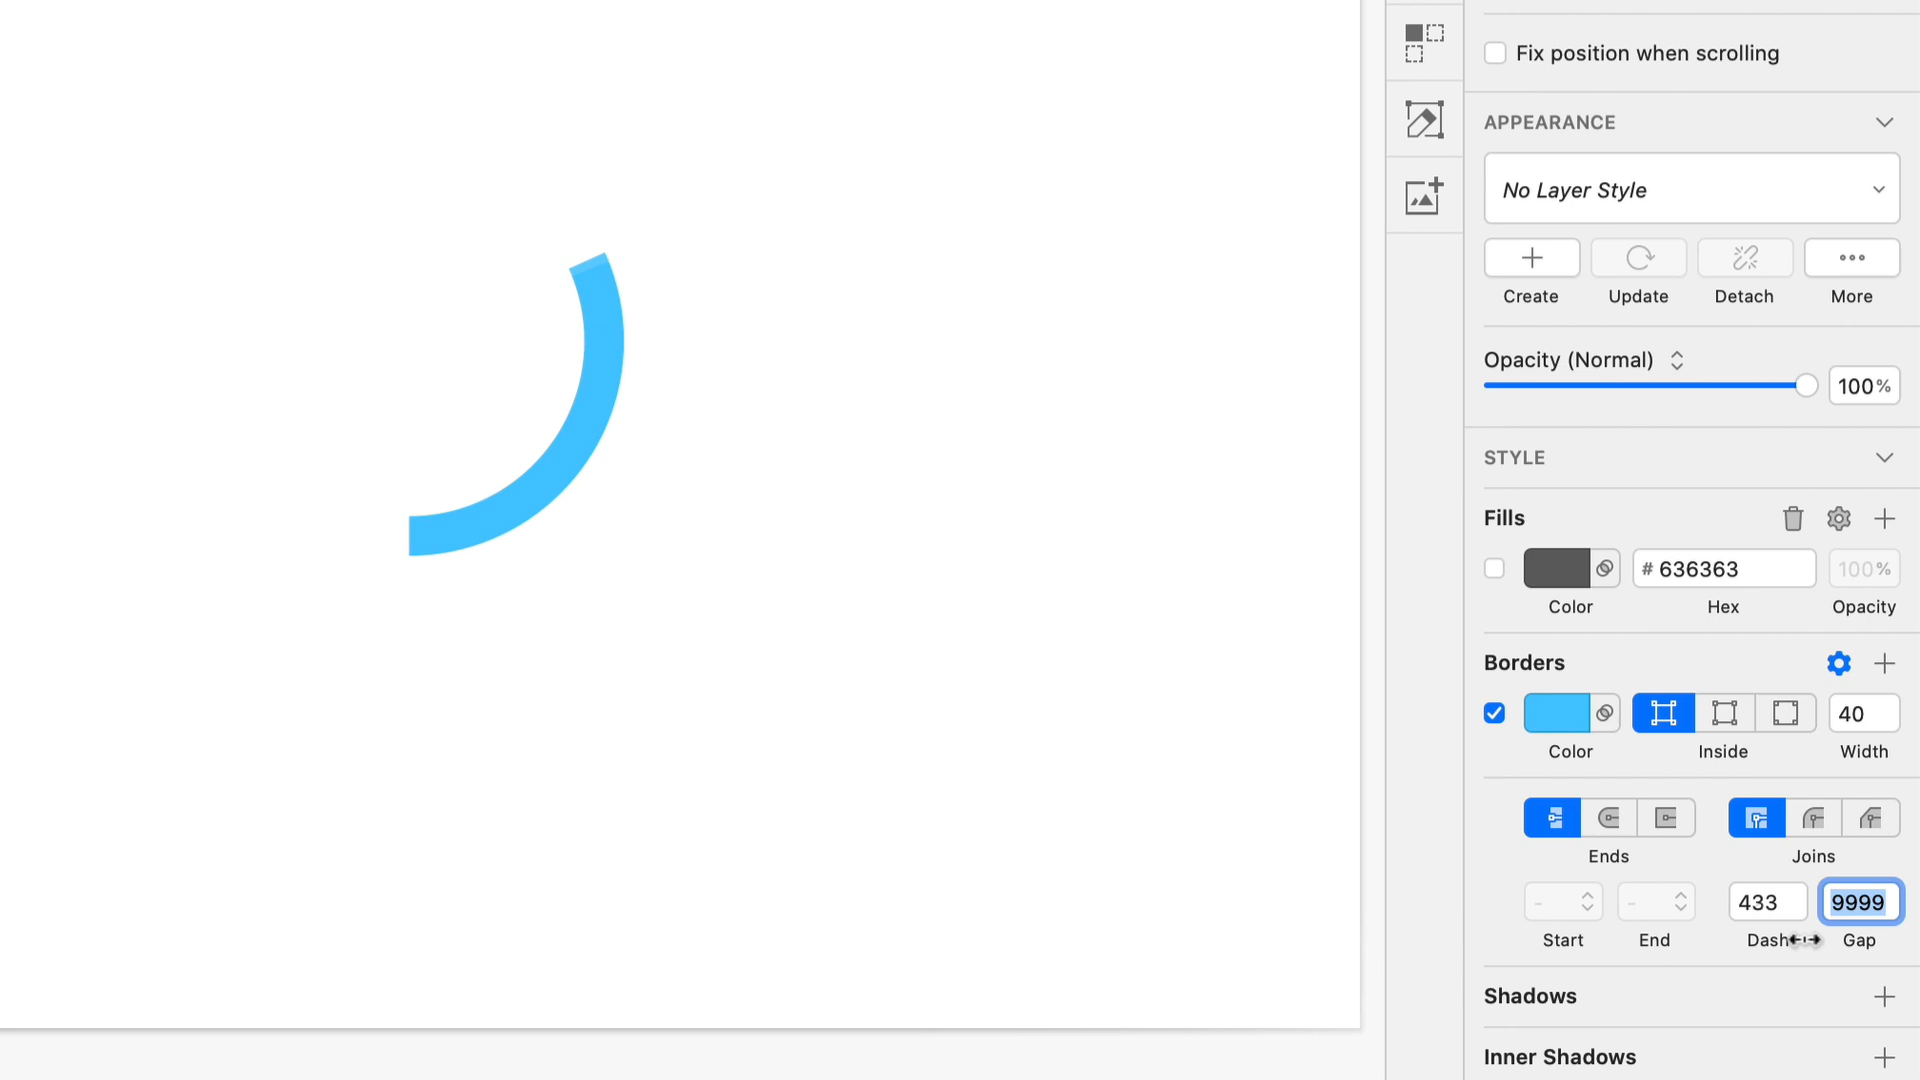 Fix position when scrolling
APPEARANCE
No Layer Style
Create Update Detach More
Opacity (Normal)
100%
STYLE
Fills
# 636363 100%
Color Hex Opacity
Borders
40
Color Inside Width
Ends Joins
- - 433 9999
Start End Dash Gap
Shadows
Inner Shadows